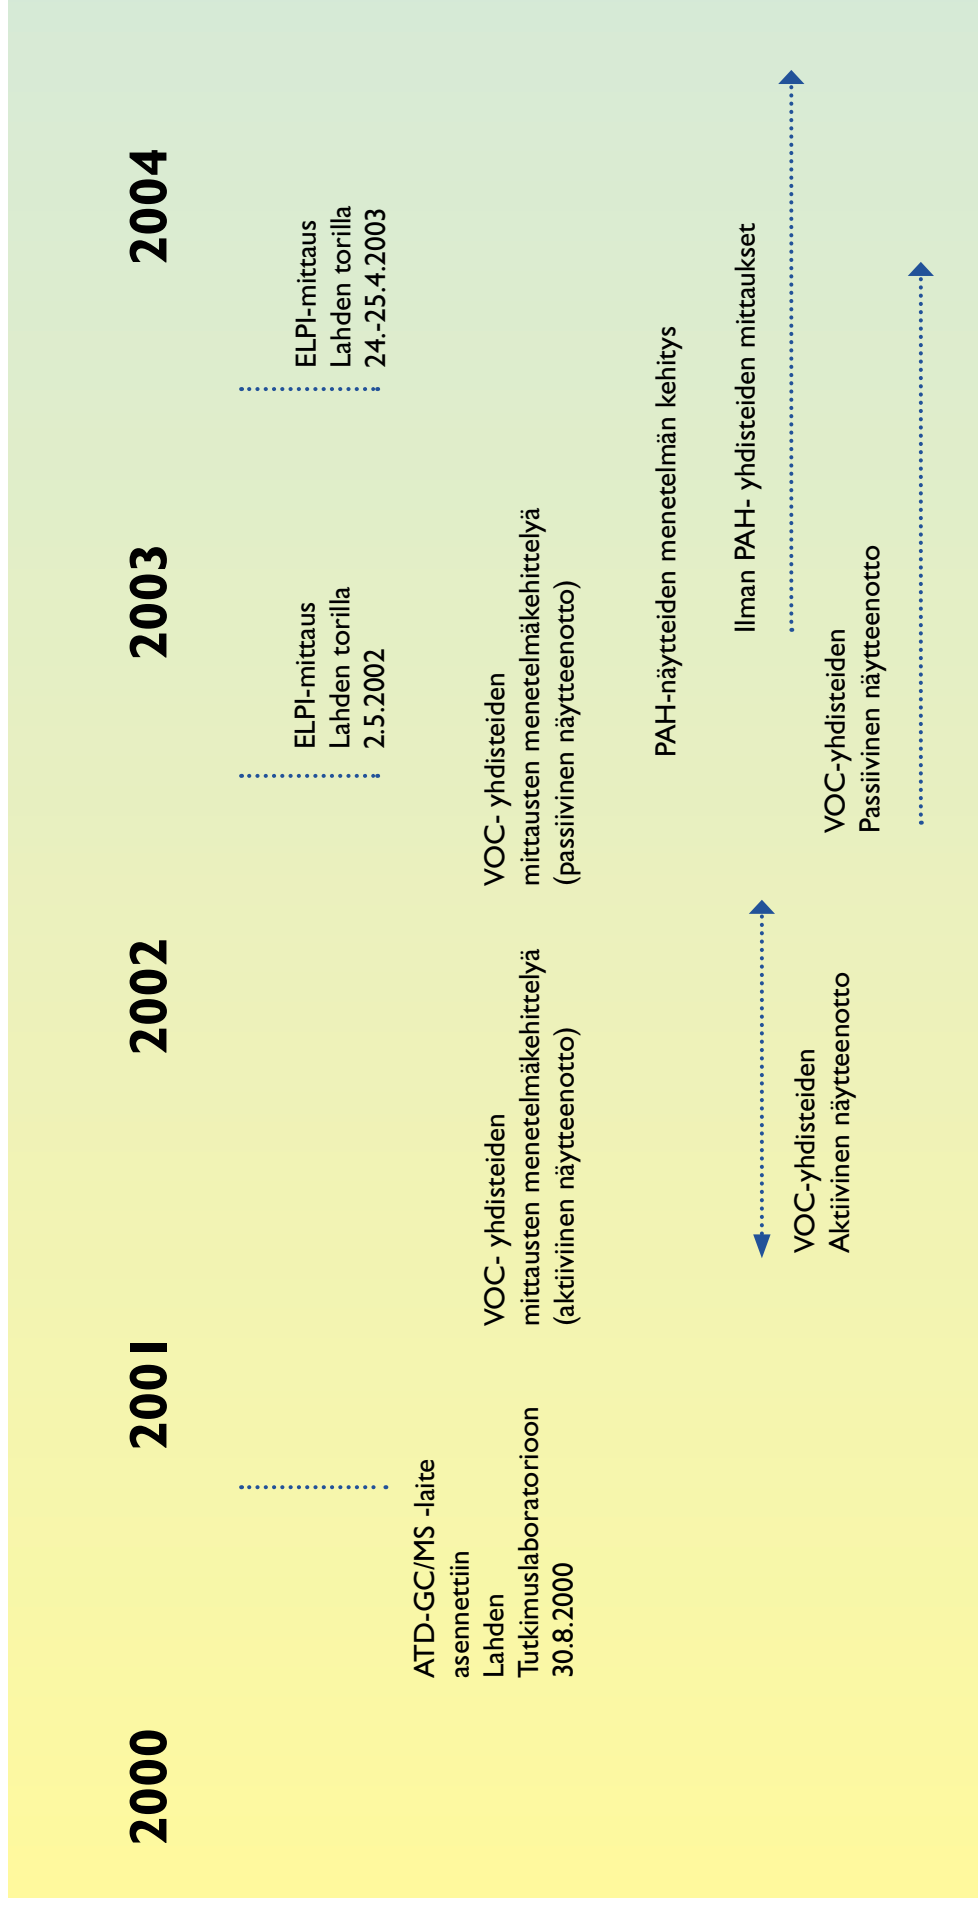 2000
2001
2002
2003
2004
ATD-GC/MS -laite
asennettiin
Lahden
Tutkimuslaboratorioon
30.8.2000
ELPI-mittaus
Lahden torilla
2.5.2002
ELPI-mittaus
Lahden torilla
24.-25.4.2003
VOC- yhdisteiden
mittausten menetelmäkehittelyä
(aktiiviinen näytteenotto)
VOC- yhdisteiden
mittausten menetelmäkehittelyä
(passiivinen näytteenotto)
PAH-näytteiden menetelmän kehitys
Ilman PAH- yhdisteiden mittaukset
VOC-yhdisteiden
Aktiivinen näytteenotto
VOC-yhdisteiden
Passiivinen näytteenotto